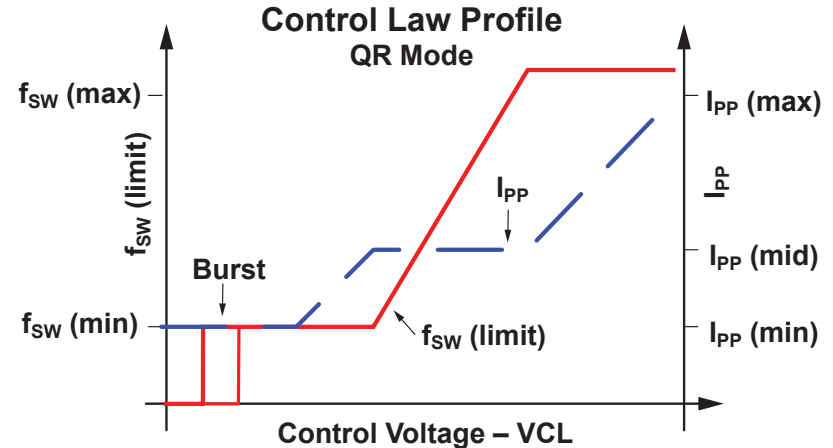 Control Law Profile
QR Mode
fSW (max)
IPP (max)
fSW (limit)
IPP
IPP
Burst
IPP (mid)
fSW (min)
fSW (limit)
IPP (min)
Control Voltage – VCL